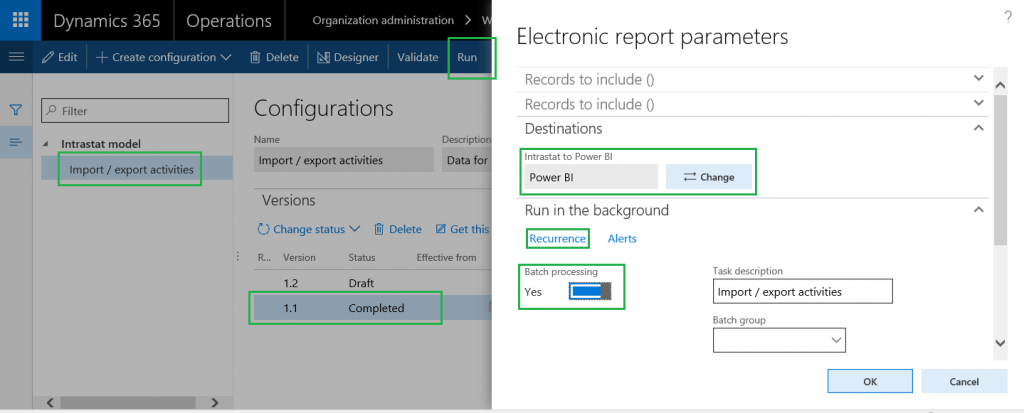 Dynamics 365
Operations
Organization administration > W
?
Electronic report parameters
Edit
+ Create configuration
Delete
Designer
Validate
Run
Filter
Intrastat model
Import / export activities
Configurations
Name
Description
Import / export activities
Data for
Versions
Change status
Delete
Get this
R...
Version
Status
Effective from
1.2
Draft
1.1
Completed
Records to include ()
Records to include ()
Destinations
Intrastat to Power BI
Power BI
Change
Run in the background
Recurrence
Alerts
Batch processing
Yes
Task description
Import / export activities
Batch group
OK
Cancel